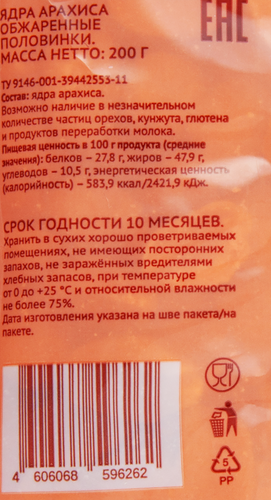 ЯДРА АРАХИСА
ОБЖАРЕННЫЕ
ПОЛОВИНКИ.
МАССА НЕТТО: 200 Г
EAC
ТУ 9146-001-39442553-11
Состав: ядра арахиса.
Возможно наличие в незначительном
количестве частиц орехов, кунжута, глютена
и продуктов переработки молока.
Пищевая ценность в 100 г продукта (средние
значения): белков – 27,8 г, жиров – 47,9 г,
углеводов – 10,5 г, энергетическая ценность
(калорийность) – 583,9 ккал/2421,9 кДж.
СРОК ГОДНОСТИ 10 МЕСЯЦЕВ.
Хранить в сухих хорошо проветриваемых
помещениях, не имеющих посторонних
запахов, не заражённых вредителями
хлебных запасов, при температуре
от 0 до +25 °С и относительной влажности
не более 75%.
Дата изготовления указана на шве пакета/на
пакете.
4 606068 596262
5
PP